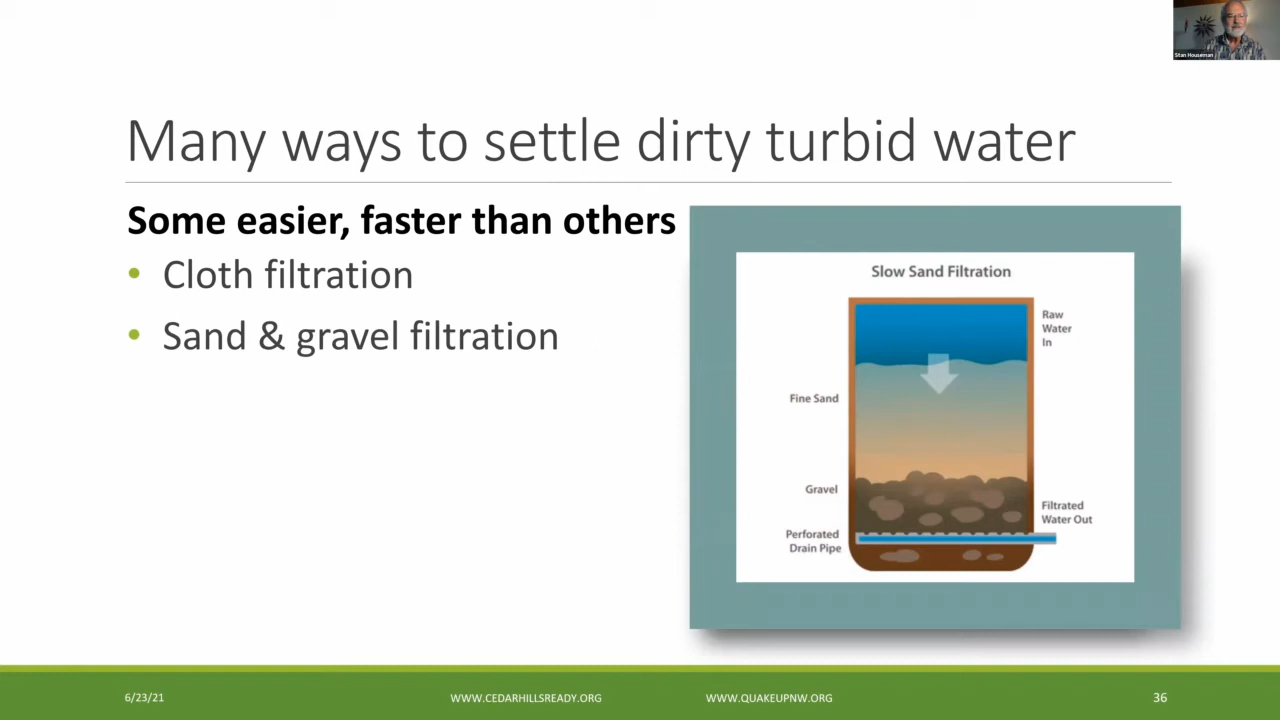 Stan Houseman
Many ways to settle dirty turbid water
Some easier, faster than others
• Cloth filtration
• Sand & gravel filtration
Slow Sand Filtration
Raw
Water
In
Fine Sand
Gravel
Filtrated
Water Out
Perforated
Drain Pipe
6/23/21
WWW.CEDARHILLSREADY.ORG
WWW.QUAKEUPNW.ORG
36